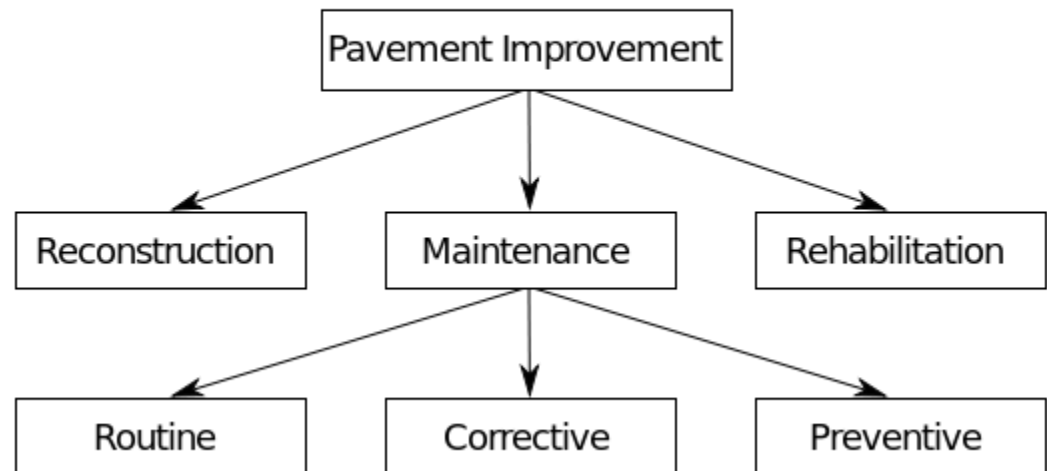 Pavement Improvement
Reconstruction
Maintenance
Rehabilitation
Routine
Corrective
Preventive